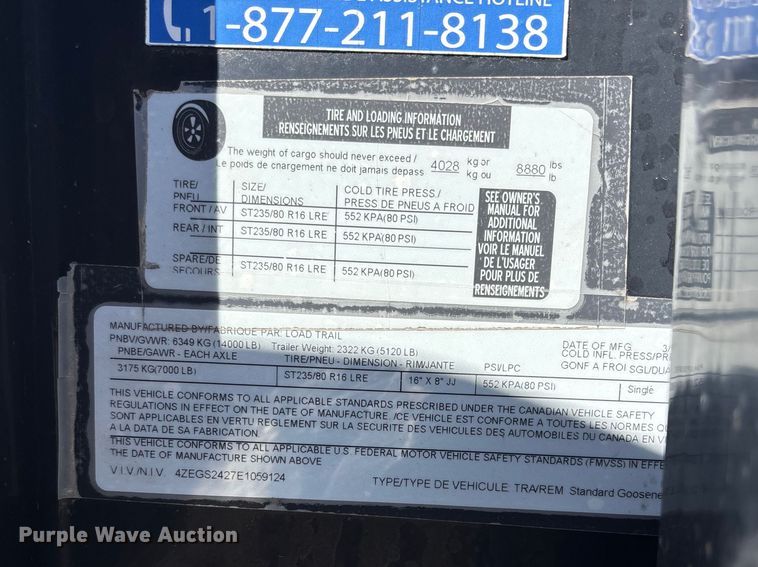 ASSISTANCE HOTLINE
1-877-211-8138
TIRE AND LOADING INFORMATION
RENSEIGNEMENTS SUR LES PNEUS ET LE CHARGEMENT
The weight of cargo should never exceed / 4028 kg or 8880 lbs
Le poids de chargement ne doit jamais depass kg ou lb
TIRE/ SIZE/ COLD TIRE PRESS/
PNEU DIMENSIONS PRESS DE PNEUS A FROID
FRONT / AV ST235/80 R16 LRE 552 KPA(80 PSI)
REAR / INT ST235/80 R16 LRE 552 KPA(80 PSI)
SPARE/DE
SECOURS ST235/80 R16 LRE 552 KPA(80 PSI)
SEE OWNER'S
MANUAL FOR
ADDITIONAL
INFORMATION
VOIR LE MANUEL
DE L'USAGER
POUR PLUS DE
RENSEIGNEMENTS
MANUFACTURED BY/FABRIQUE PAR: LOAD TRAIL DATE OF MFG 3/
PNBV/GVWR: 6349 KG (14000 LB) Trailer Weight: 2322 KG (5120 LB) COLD INFL. PRESS/PR
PNBE/GAWR - EACH AXLE TIRE/PNEU - DIMENSION - RIM/JANTE PSI/LPC GONF A FROI SGL/DUA
3175 KG(7000 LB) ST235/80 R16 LRE 16" X 8" JJ 552 KPA(80 PSI) Single
THIS VEHICLE CONFORMS TO ALL APPLICABLE STANDARDS PRESCRIBED UNDER THE CANADIAN VEHICLE SAFETY
REGULATIONS IN EFFECT ON THE DATE OF MANUFACTURE. /CE VEHICLE EST CONFORME A TOUTES LES NORMES QU
SONT APPLICABLES EN VERTU REGLEMENT SUR LA SECURITE DES VEHICULES DES AUTOMOBILES DU CANADA EN V
A LA DATA DE SA FABRICATION.
THIS VEHICLE CONFORMS TO ALL APPLICABLE U.S. FEDERAL MOTOR VEHICLE SAFETY STANDARDS (FMVSS) IN EFFE
THE DATE OF MANUFACTURE SHOWN ABOVE
V.I.V./N.I.V. 4ZEGS2427E1059124
TYPE/TYPE DE VEHICULE: TRA/REM Standard Goosene
Purple Wave Auction